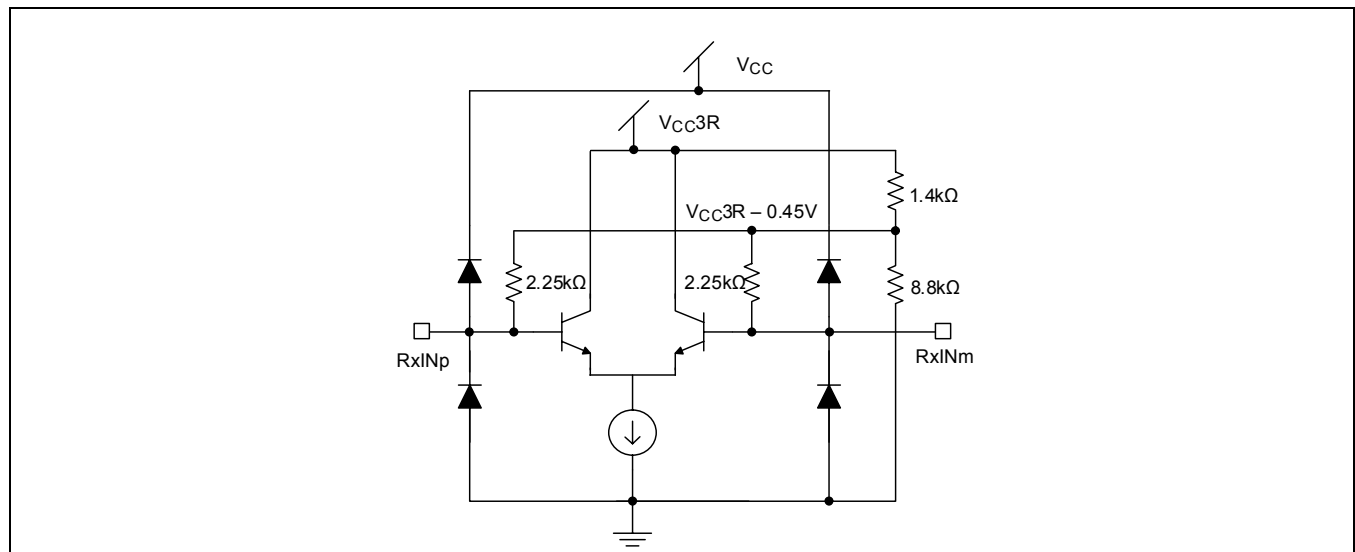 VCC
VCC3R
1.4kΩ
VCC3R – 0.45V
2.25kΩ
2.25kΩ
8.8kΩ
RxINp
RxINm